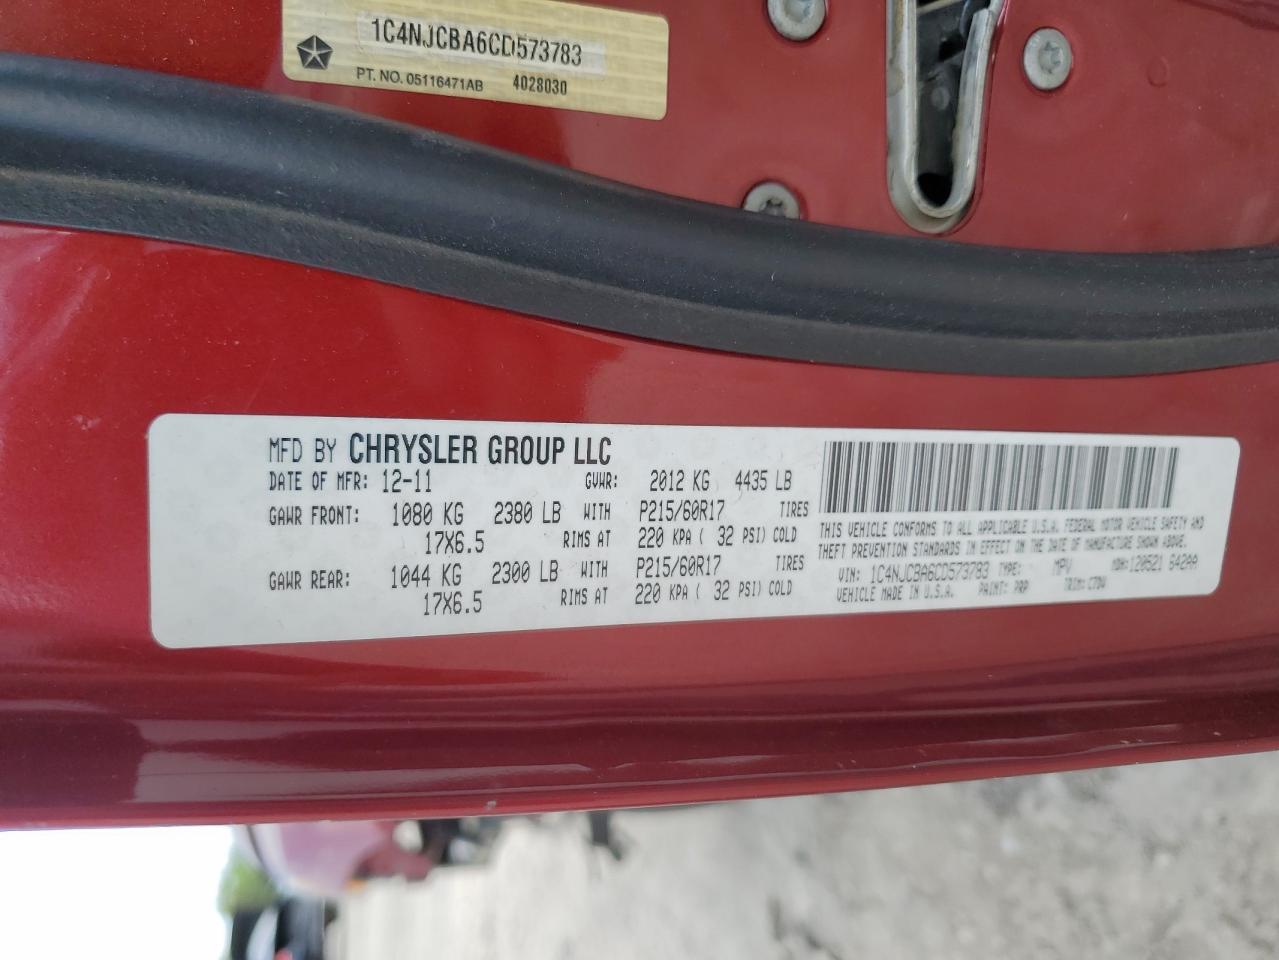 1C4NJCBA6CD573783
PT. NO. 05116471AB 4028030
MFD BY CHRYSLER GROUP LLC
DATE OF MFR: 12-11 GVWR: 2012 KG 4435 LB
GAWR FRONT: 1080 KG 2380 LB WITH P215/60R17 TIRES
17X6.5 RIMS AT 220 KPA ( 32 PSI) COLD
GAWR REAR: 1044 KG 2300 LB WITH P215/60R17 TIRES
17X6.5 RIMS AT 220 KPA ( 32 PSI) COLD
THIS VEHICLE CONFORMS TO ALL APPLICABLE U.S.A. FEDERAL MOTOR VEHICLE SAFETY AND
THEFT PREVENTION STANDARDS IN EFFECT ON THE DATE OF MANUFACTURE SHOWN ABOVE.
VIN: 1C4NJCBA6CD573783 TYPE: MPV MDH: 120521 642AA
VEHICLE MADE IN U.S.A. PAINT: PRP TRIM: